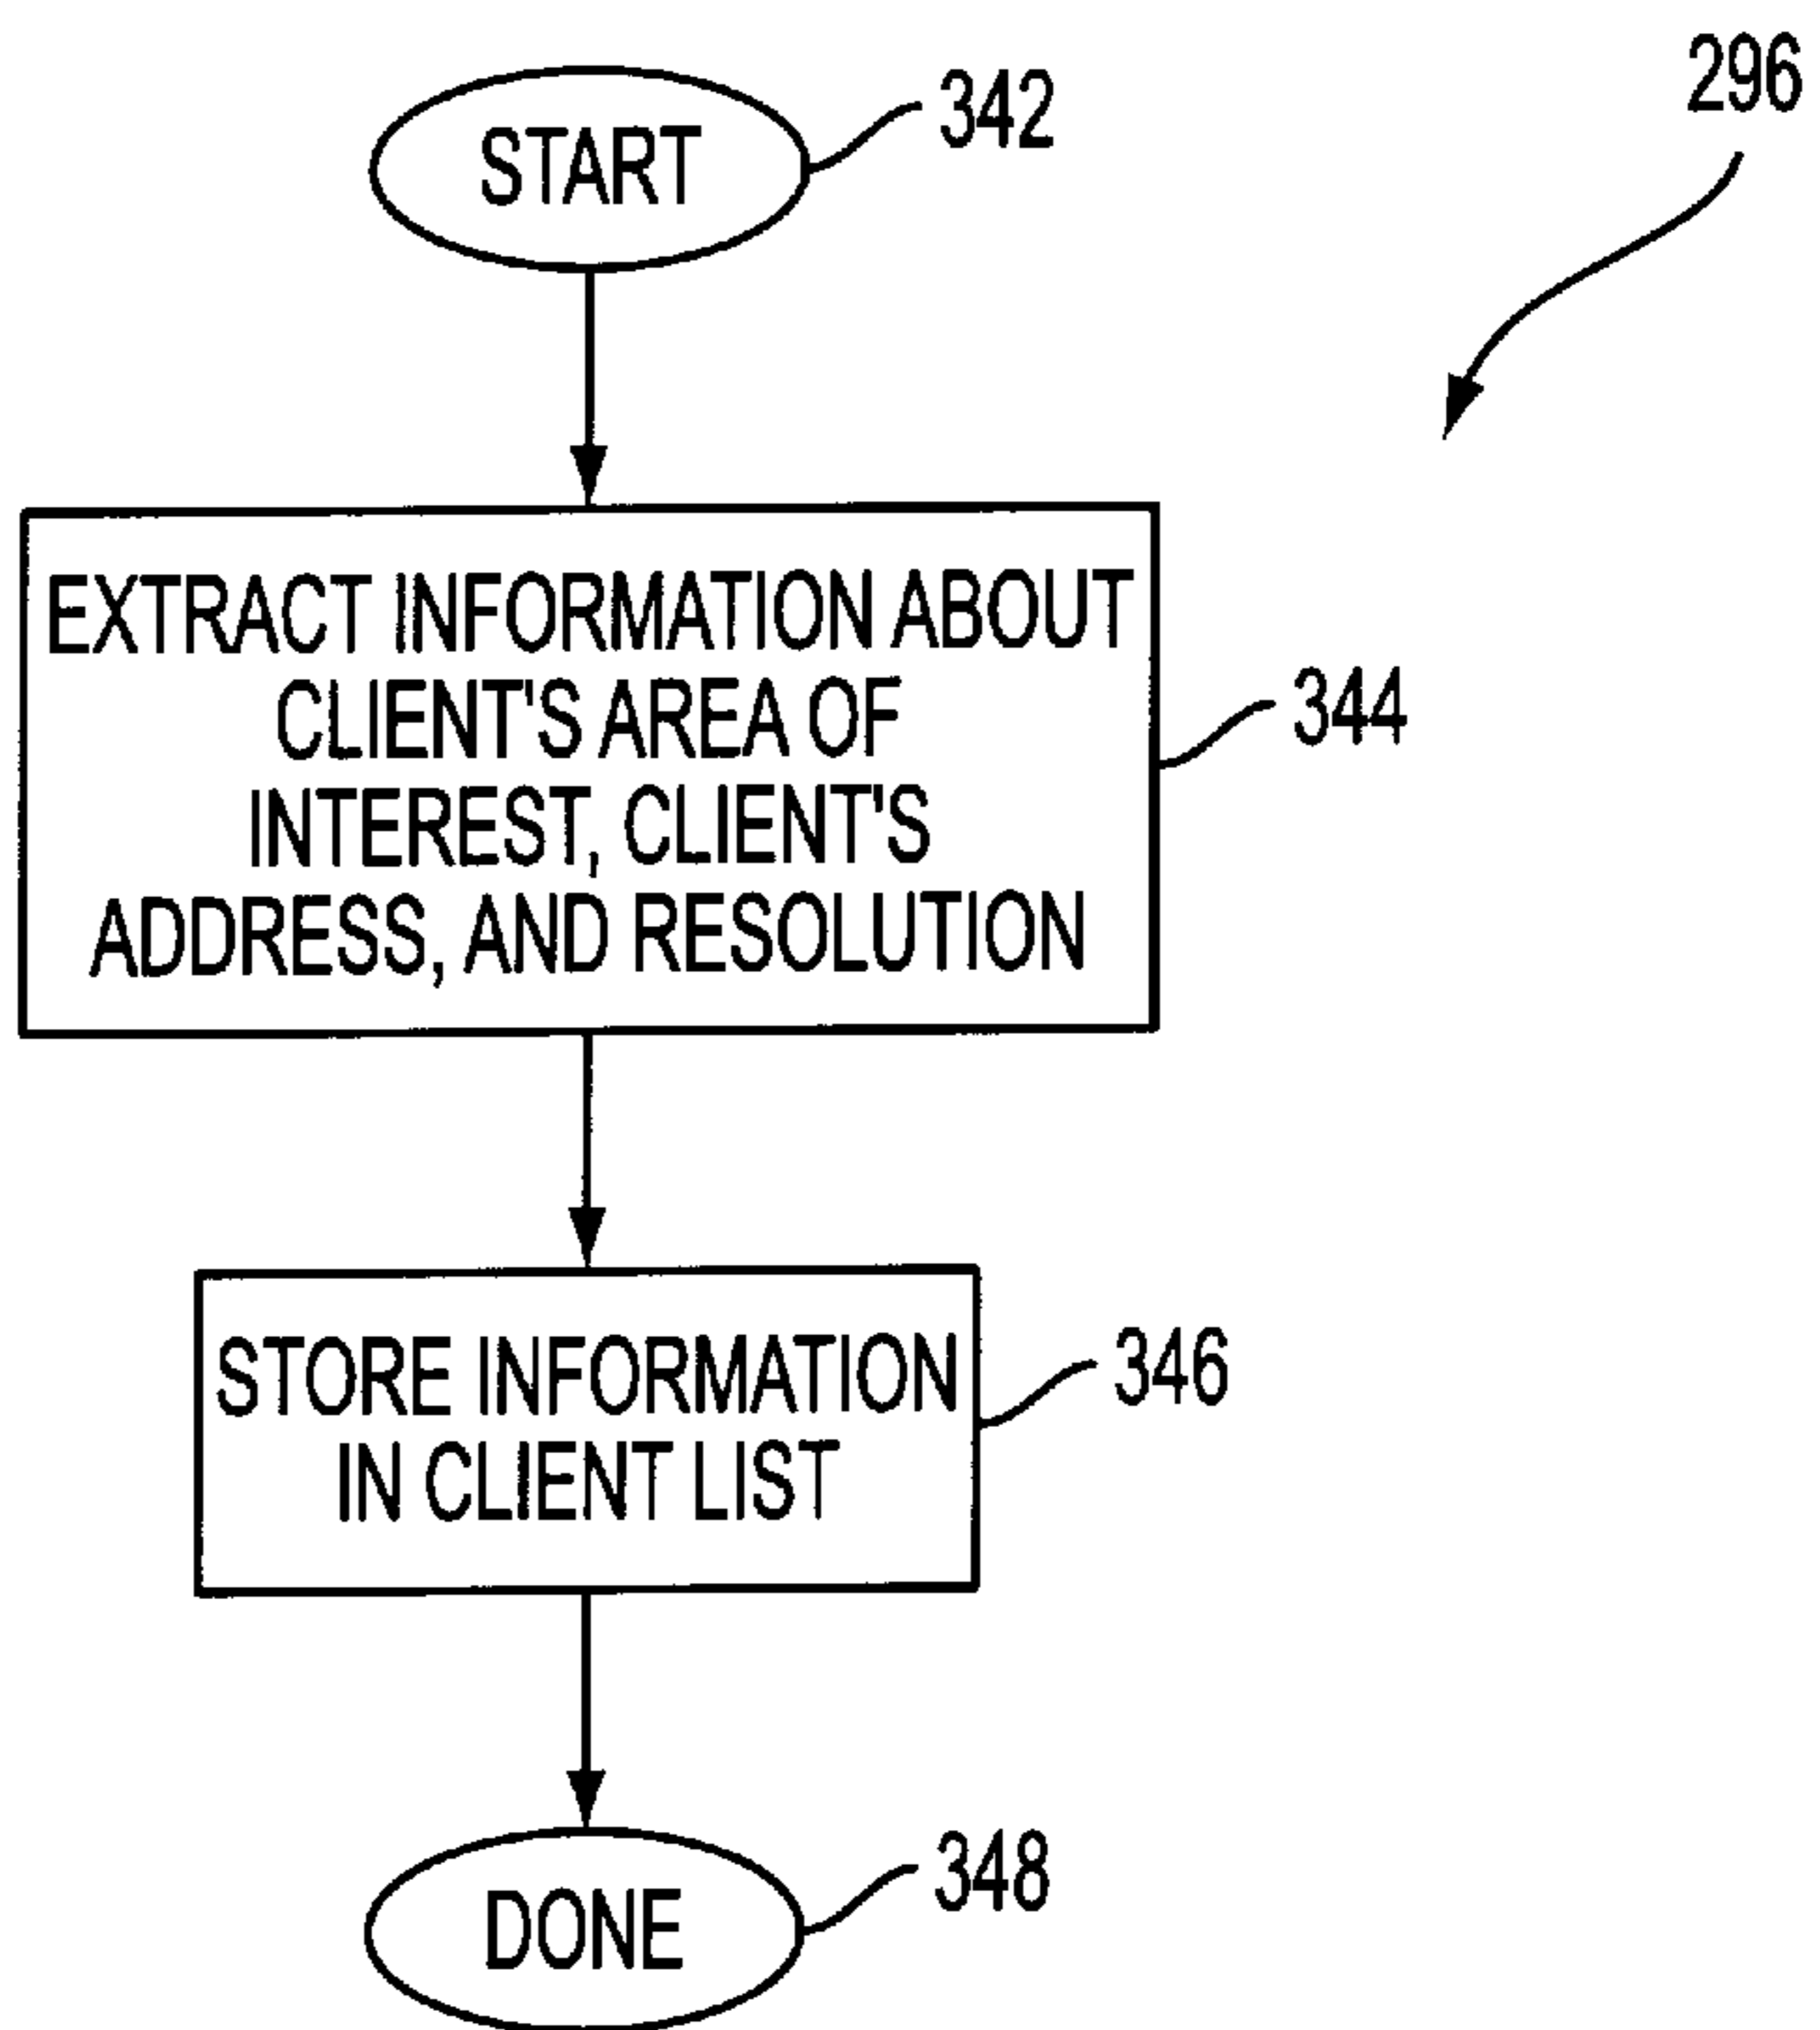 296
START
342
EXTRACT INFORMATION ABOUT
CLIENT'S AREA OF
INTEREST, CLIENT'S
ADDRESS, AND RESOLUTION
344
STORE INFORMATION
IN CLIENT LIST
346
DONE
348